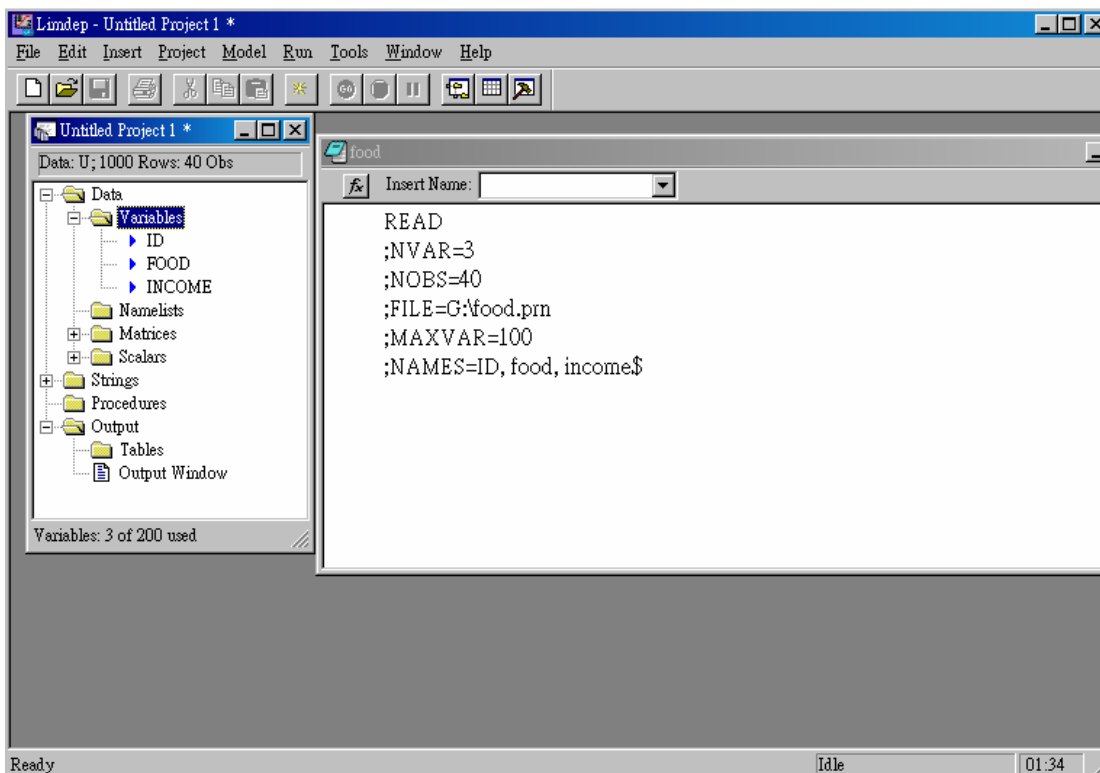 Limdep - Untitled Project 1 *
File Edit Insert Project Model Run Tools Window Help
GO
Untitled Project 1 *
Data: U; 1000 Rows: 40 Obs
Data
Variables
ID
FOOD
INCOME
Namelists
Matrices
Scalars
Strings
Procedures
Output
Tables
Output Window
Variables: 3 of 200 used
food
fx Insert Name:
READ
;NVAR=3
;NOBS=40
;FILE=G:\food.prn
;MAXVAR=100
;NAMES=ID, food, income$
Ready Idle 01:34